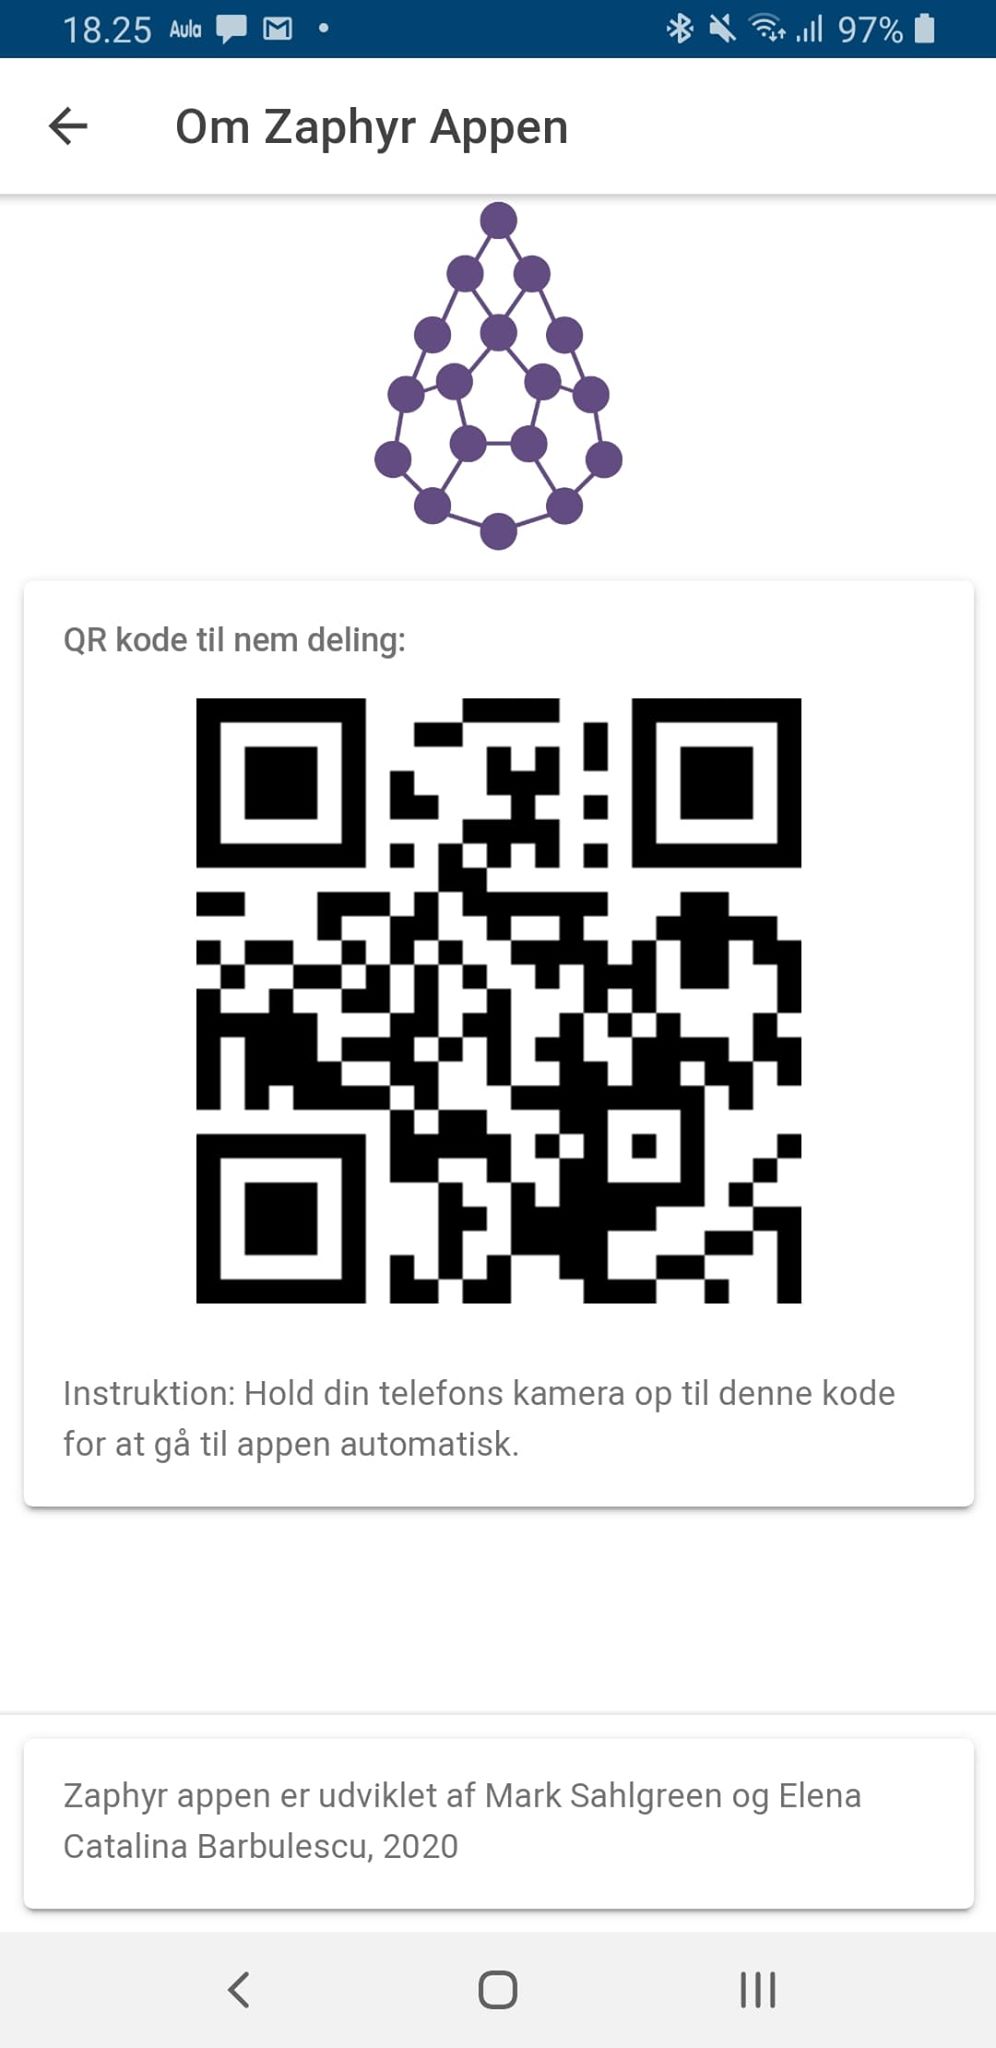 18.25 Aula 97%
Om Zaphyr Appen
QR kode til nem deling:
Instruktion: Hold din telefons kamera op til denne kode
for at gå til appen automatisk.
Zaphyr appen er udviklet af Mark Sahlgreen og Elena
Catalina Barbulescu, 2020